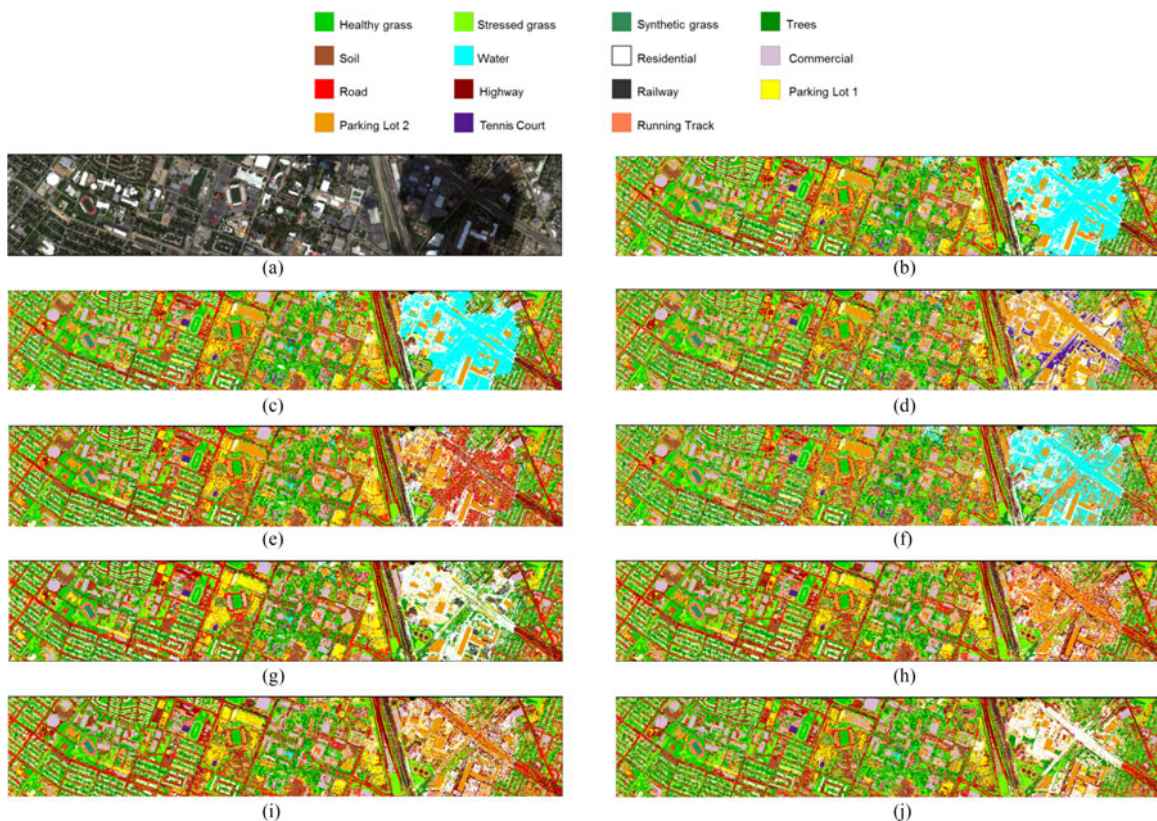 Healthy grass Stressed grass Synthetic grass Trees
Soil Water Residential Commercial
Road Highway Railway Parking Lot 1
Parking Lot 2 Tennis Court Running Track
(a) (b)
(c) (d)
(e) (f)
(g) (h)
(i) (j)